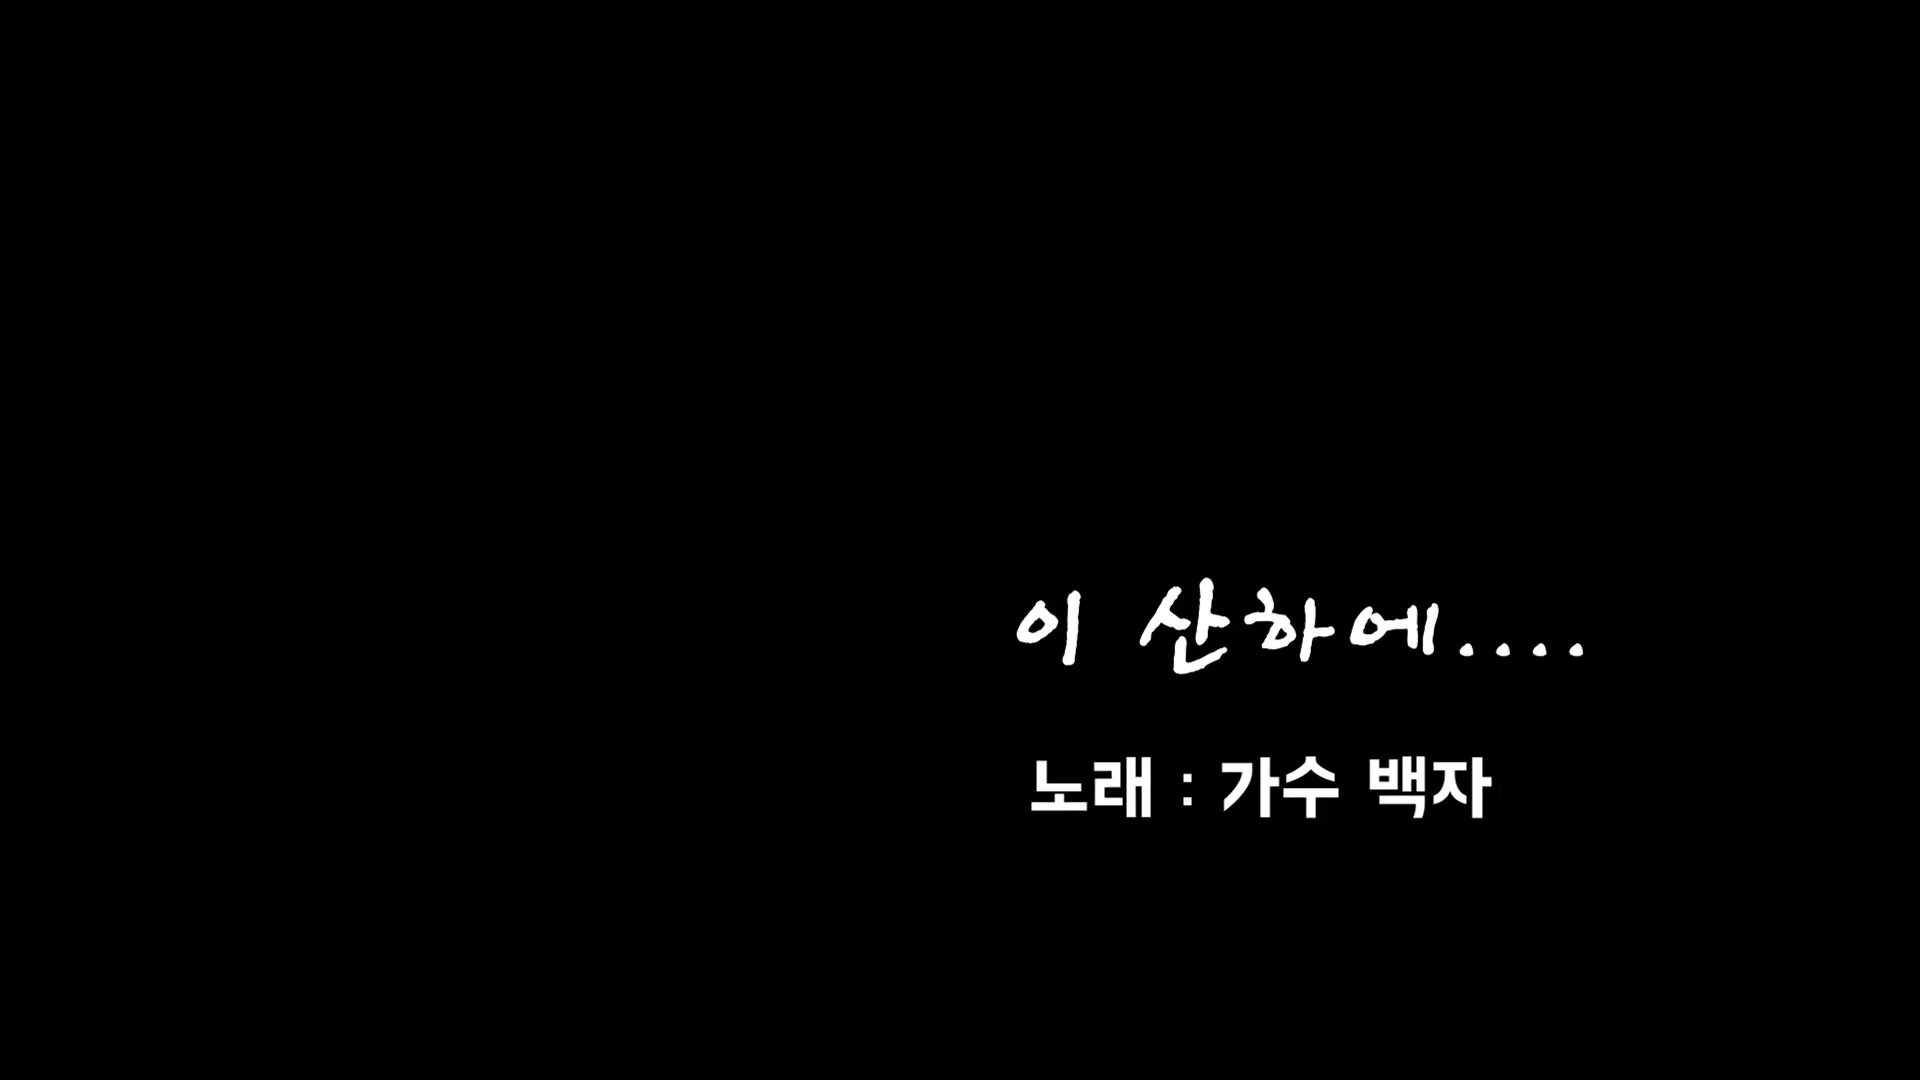 이 산하에....
노래 : 가수 백자